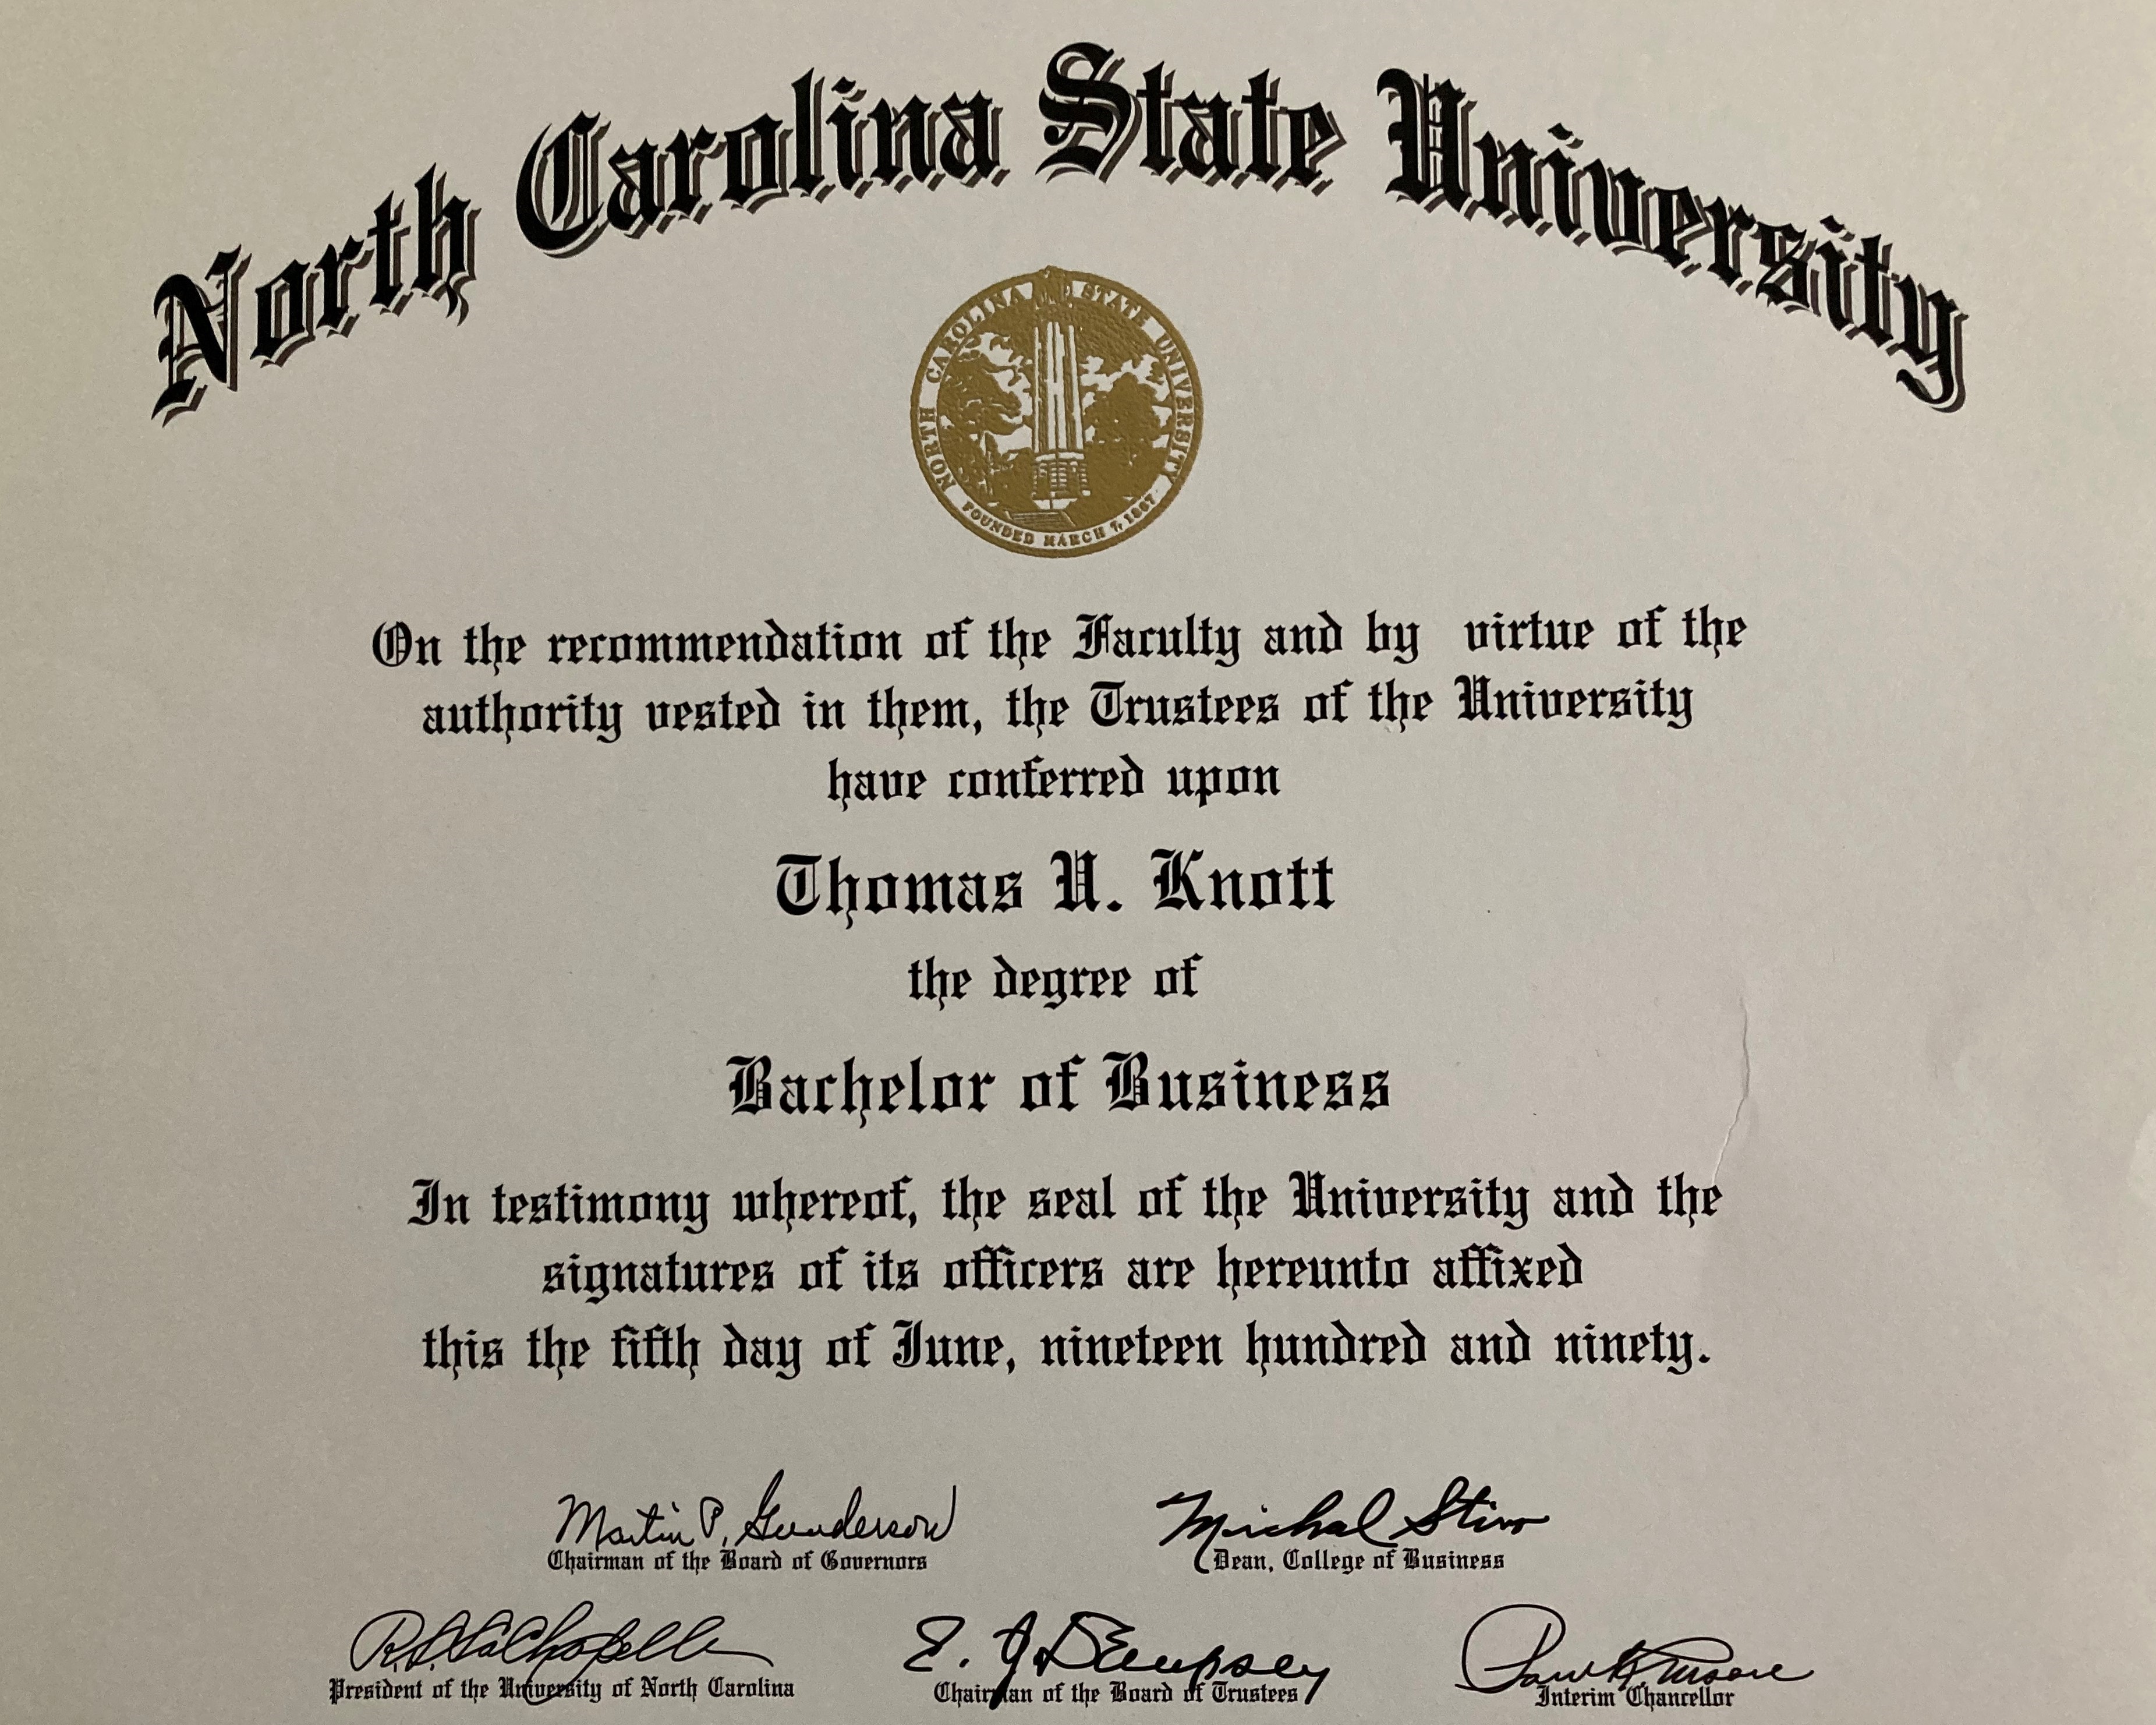 North Carolina State University
NORTH CAROLINA STATE UNIVERSITY
FOUNDED MARCH 7, 1887
On the recommendation of the Faculty and by virtue of the
authority vested in them, the Trustees of the University
have conferred upon
Thomas U. Knott
the degree of
Bachelor of Business
In testimony whereof, the seal of the University and the
signatures of its officers are hereunto affixed
this the fifth day of June, nineteen hundred and ninety.
Martin P. Gunderson Michal
Chairman of the Board of Governors Dean, College of Business
E. J. Dempsey Moore
President of the University of North Carolina Chairman of the Board of Trustees Interim Chancellor